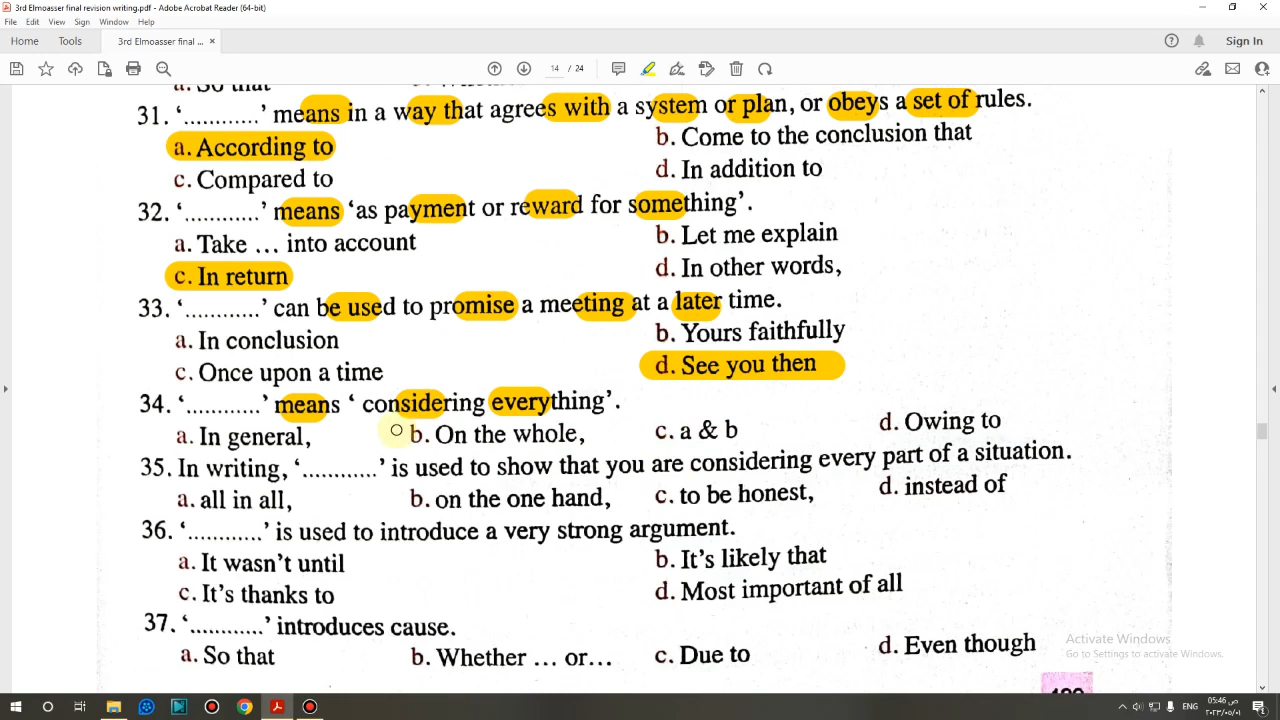 3rd Elmoasser final revision writing.pdf - Adobe Acrobat Reader (64-bit)
File Edit View Sign Window Help
Home Tools 3rd Elmoasser final ... × Sign In
14 / 24
a. So that
31. '............' means in a way that agrees with a system or plan, or obeys a set of rules.
a. According to b. Come to the conclusion that
c. Compared to d. In addition to
32. '............' means 'as payment or reward for something'.
a. Take ... into account b. Let me explain
c. In return d. In other words,
33. '............' can be used to promise a meeting at a later time.
a. In conclusion b. Yours faithfully
c. Once upon a time d. See you then
34. '............' means ' considering everything'.
a. In general, b. On the whole, c. a & b d. Owing to
35. In writing, '............' is used to show that you are considering every part of a situation.
a. all in all, b. on the one hand, c. to be honest, d. instead of
36. '............' is used to introduce a very strong argument.
a. It wasn't until b. It's likely that
c. It's thanks to d. Most important of all
37. '............' introduces cause.
a. So that b. Whether ... or... c. Due to d. Even though
Activate Windows
Go to Settings to activate Windows.
ENG 05:46 ص
٢٠٢٣/٠٥/٠١